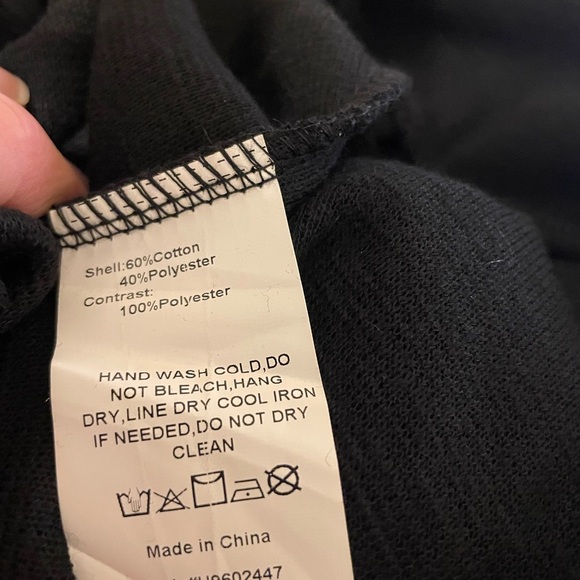 Shell:60%Cotton
40%Polyester
Contrast:
100%Polyester
HAND WASH COLD,DO
NOT BLEACH,HANG
DRY,LINE DRY COOL IRON
IF NEEDED,DO NOT DRY
CLEAN
Made in China